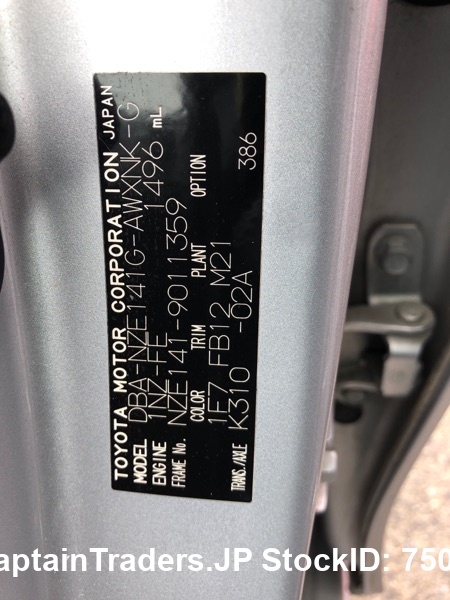 TOYOTA MOTOR CORPORATION JAPAN
MODEL DBA-NZE141G-AWXNK-G
ENGINE 1NZ-FE 1496 mL
FRAME No. NZE141-9011359
COLOR TRIM PLANT OPTION
1F7 FB12 M21 386
TRANS./AXLE K310 -02A
aptainTraders.JP StockID: 750